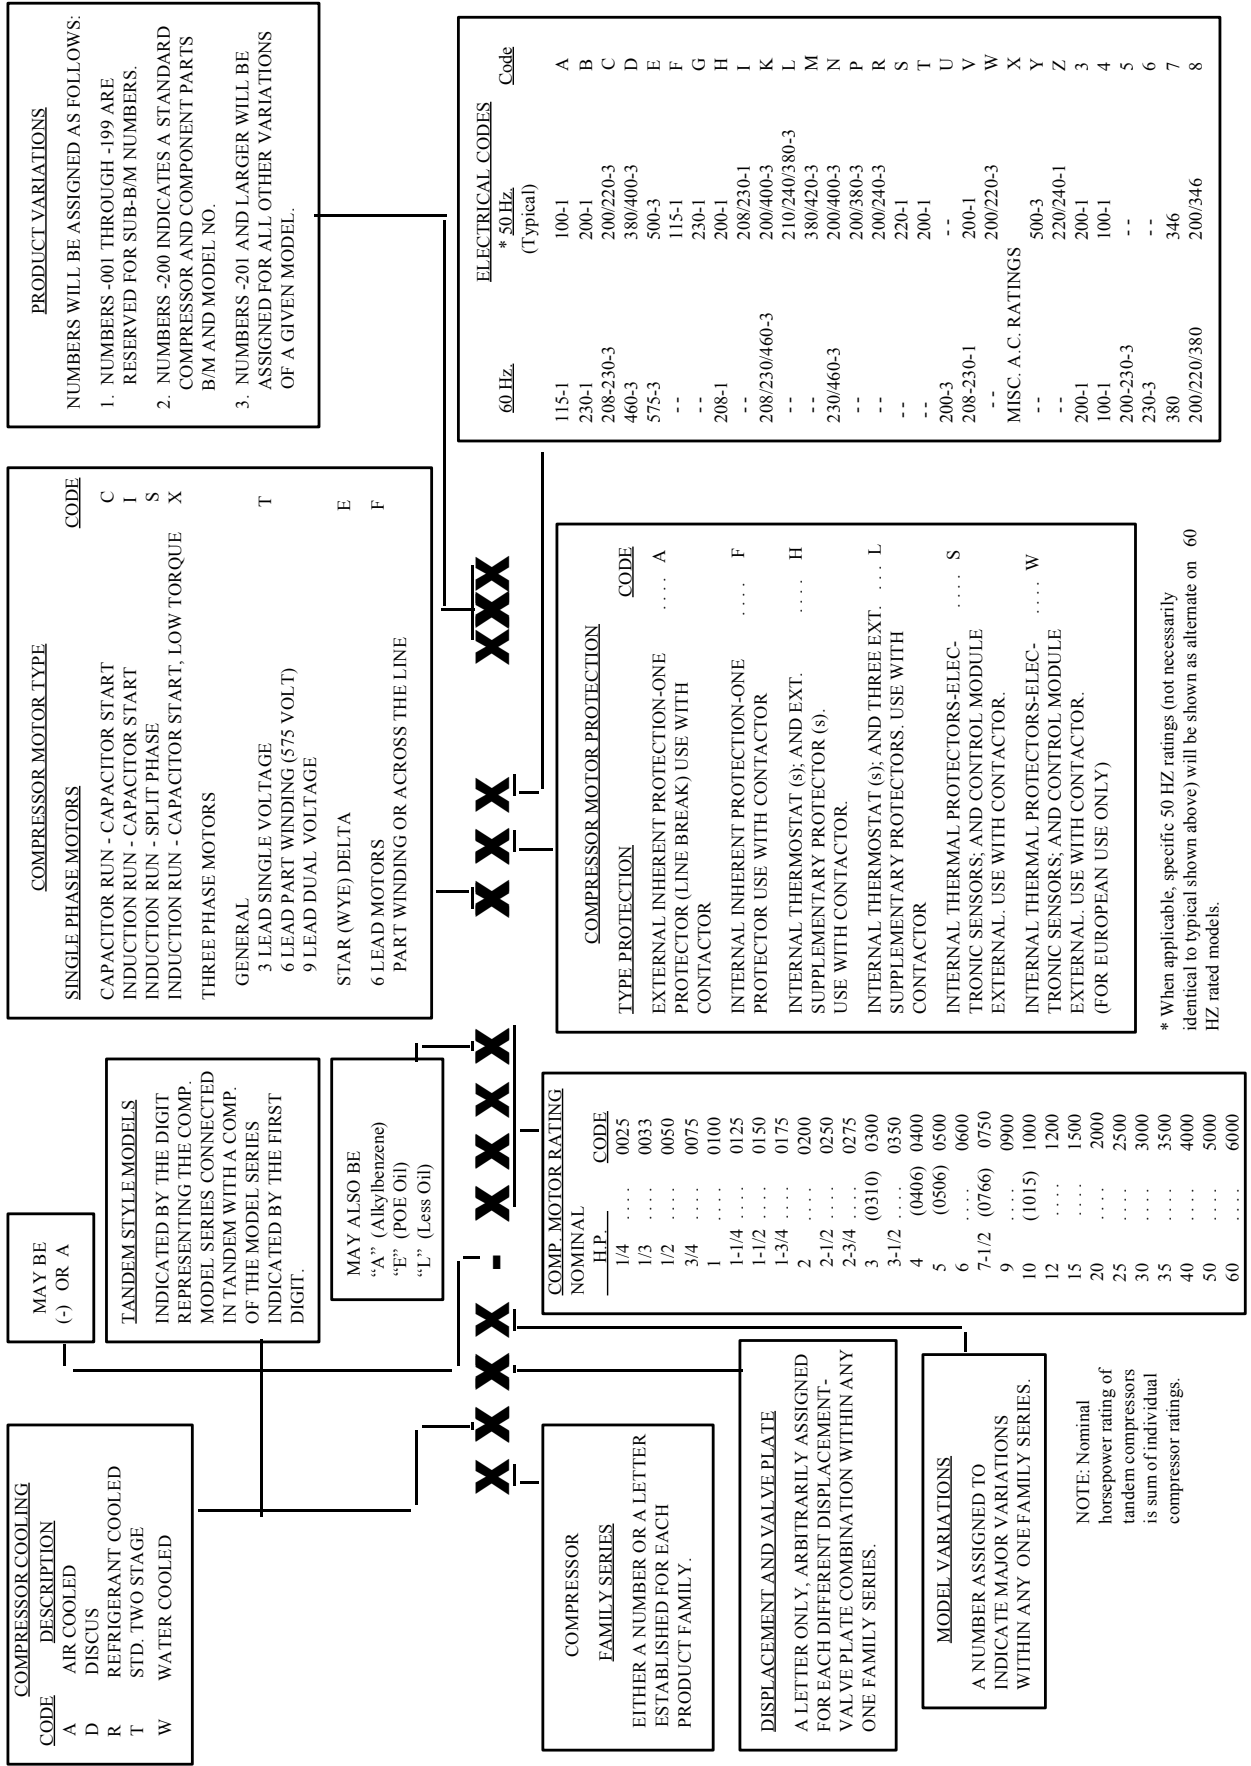 COMPRESSOR COOLING
CODE DESCRIPTION
A AIR COOLED
D DISCUS
R REFRIGERANT COOLED
T STD. TWO STAGE
W WATER COOLED
MAY BE
(-) OR A
TANDEM STYLE MODELS
INDICATED BY THE DIGIT
REPRESENTING THE COMP.
MODEL SERIES CONNECTED
IN TANDEM WITH A COMP.
OF THE MODEL SERIES
INDICATED BY THE FIRST
DIGIT.
MAY ALSO BE
“A” (Alkylbenzene)
“E” (POE Oil)
“L” (Less Oil)
COMPRESSOR MOTOR TYPE
SINGLE PHASE MOTORS CODE
CAPACITOR RUN - CAPACITOR START C
INDUCTION RUN - CAPACITOR START I
INDUCTION RUN - SPLIT PHASE S
INDUCTION RUN - CAPACITOR START, LOW TORQUE X
THREE PHASE MOTORS
GENERAL
3 LEAD SINGLE VOLTAGE T
6 LEAD PART WINDING (575 VOLT)
9 LEAD DUAL VOLTAGE
STAR (WYE) DELTA E
6 LEAD MOTORS F
PART WINDING OR ACROSS THE LINE
PRODUCT VARIATIONS
NUMBERS WILL BE ASSIGNED AS FOLLOWS:
1. NUMBERS -001 THROUGH -199 ARE
RESERVED FOR SUB-B/M NUMBERS.
2. NUMBERS -200 INDICATES A STANDARD
COMPRESSOR AND COMPONENT PARTS
B/M AND MODEL NO.
3. NUMBERS -201 AND LARGER WILL BE
ASSIGNED FOR ALL OTHER VARIATIONS
OF A GIVEN MODEL.
X X X X - X X X X X X X X XXX
COMPRESSOR
FAMILY SERIES
EITHER A NUMBER OR A LETTER
ESTABLISHED FOR EACH
PRODUCT FAMILY.
DISPLACEMENT AND VALVE PLATE
A LETTER ONLY, ARBITRARILY ASSIGNED
FOR EACH DIFFERENT DISPLACEMENT-
VALVE PLATE COMBINATION WITHIN ANY
ONE FAMILY SERIES.
MODEL VARIATIONS
A NUMBER ASSIGNED TO
INDICATE MAJOR VARIATIONS
WITHIN ANY ONE FAMILY SERIES.
NOTE: Nominal
horsepower rating of
tandem compressors
is sum of individual
compressor ratings.
COMP. MOTOR RATING
NOMINAL
H.P. CODE
1/4 .... 0025
1/3 .... 0033
1/2 .... 0050
3/4 .... 0075
1 .... 0100
1-1/4 .... 0125
1-1/2 .... 0150
1-3/4 .... 0175
2 .... 0200
2-1/2 .... 0250
2-3/4 .... 0275
3 (0310) 0300
3-1/2 .... 0350
4 (0406) 0400
5 (0506) 0500
6 .... 0600
7-1/2 (0766) 0750
9 .... 0900
10 (1015) 1000
12 .... 1200
15 .... 1500
20 .... 2000
25 .... 2500
30 .... 3000
35 .... 3500
40 .... 4000
50 .... 5000
60 .... 6000
COMPRESSOR MOTOR PROTECTION
TYPE PROTECTION CODE
EXTERNAL INHERENT PROTECTION-ONE .... A
PROTECTOR (LINE BREAK) USE WITH
CONTACTOR
INTERNAL INHERENT PROTECTION-ONE .... F
PROTECTOR USE WITH CONTACTOR
INTERNAL THERMOSTAT (s); AND EXT. .... H
SUPPLEMENTARY PROTECTOR (s).
USE WITH CONTACTOR.
INTERNAL THERMOSTAT (s); AND THREE EXT. .... L
SUPPLEMENTARY PROTECTORS. USE WITH
CONTACTOR
INTERNAL THERMAL PROTECTORS-ELEC- .... S
TRONIC SENSORS; AND CONTROL MODULE
EXTERNAL. USE WITH CONTACTOR.
INTERNAL THERMAL PROTECTORS-ELEC- .... W
TRONIC SENSORS; AND CONTROL MODULE
EXTERNAL. USE WITH CONTACTOR.
(FOR EUROPEAN USE ONLY)
* When applicable, specific 50 HZ ratings (not necessarily
identical to typical shown above) will be shown as alternate on 60
HZ rated models.
ELECTRICAL CODES
60 Hz. * 50 Hz. Code
(Typical)
115-1 100-1 A
230-1 200-1 B
208-230-3 200/220-3 C
460-3 380/400-3 D
575-3 500-3 E
-- 115-1 F
-- 230-1 G
208-1 200-1 H
-- 208/230-1 I
208/230/460-3 200/400-3 K
-- 210/240/380-3 L
-- 380/420-3 M
230/460-3 200/400-3 N
-- 200/380-3 P
-- 200/240-3 R
-- 220-1 S
-- 200-1 T
200-3 -- U
208-230-1 200-1 V
-- 200/220-3 W
MISC. A.C. RATINGS X
-- 500-3 Y
-- 220/240-1 Z
200-1 200-1 3
100-1 100-1 4
200-230-3 -- 5
230-3 -- 6
380 346 7
200/220/380 200/346 8